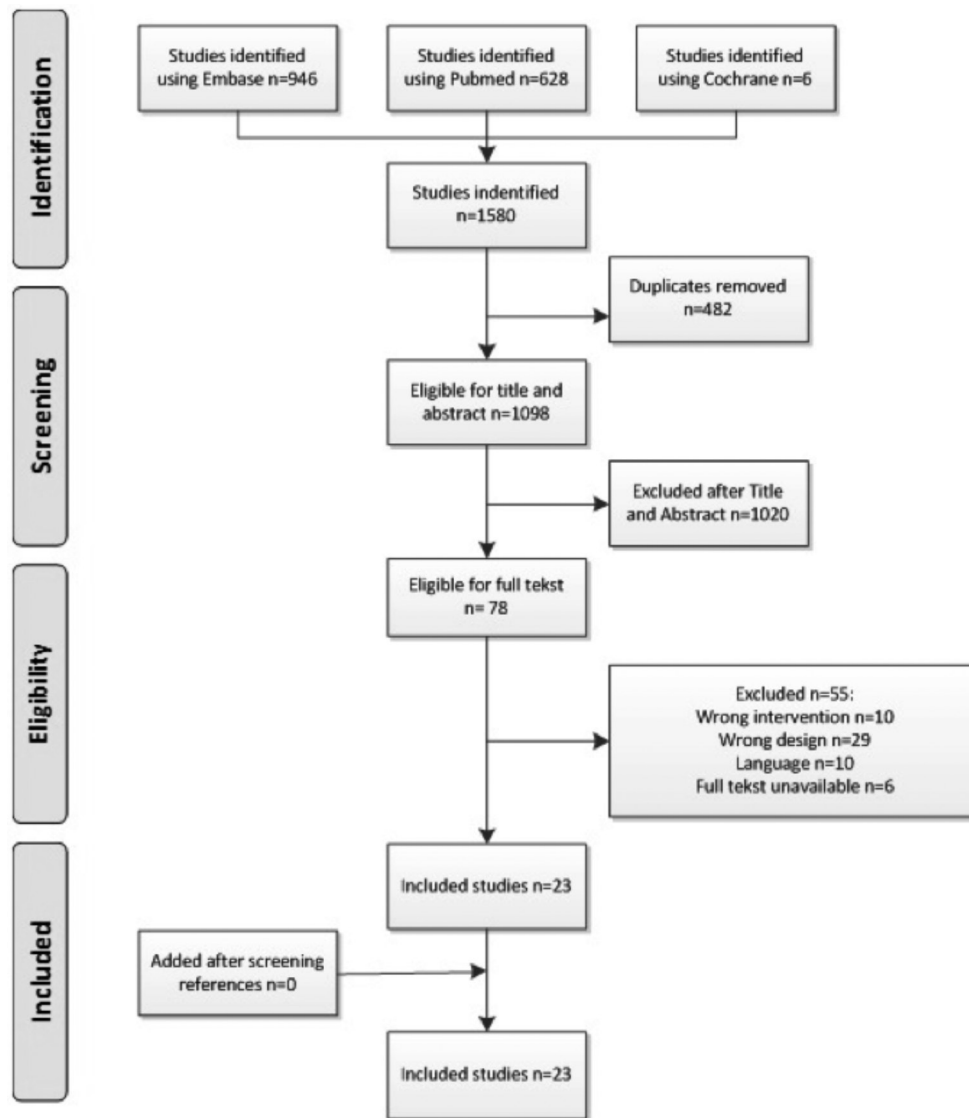 Identification
Studies identified
using Embase n=946
Studies identified
using Pubmed n=628
Studies identified
using Cochrane n=6
Studies indentified
n=1580
Screening
Duplicates removed
n=482
Eligible for title and
abstract n=1098
Excluded after Title
and Abstract n=1020
Eligibility
Eligible for full tekst
n= 78
Excluded n=55:
Wrong intervention n=10
Wrong design n=29
Language n=10
Full tekst unavailable n=6
Included
Included studies n=23
Added after screening
references n=0
Included studies n=23